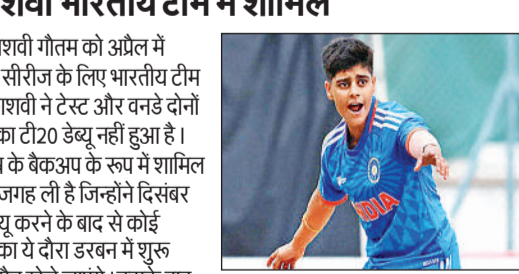 शवी भारतीय टीम में शामिल
शवी गौतम को अप्रैल में
सीरीज के लिए भारतीय टीम
शवी ने टेस्ट और वनडे दोनों
का टी20 डेब्यू नहीं हुआ है ।
के बैकअप के रूप में शामिल
जगह ली है जिन्होंने दिसंबर
यू करने के बाद से कोई
का ये दौरा डरबन में शुरू
INDIA